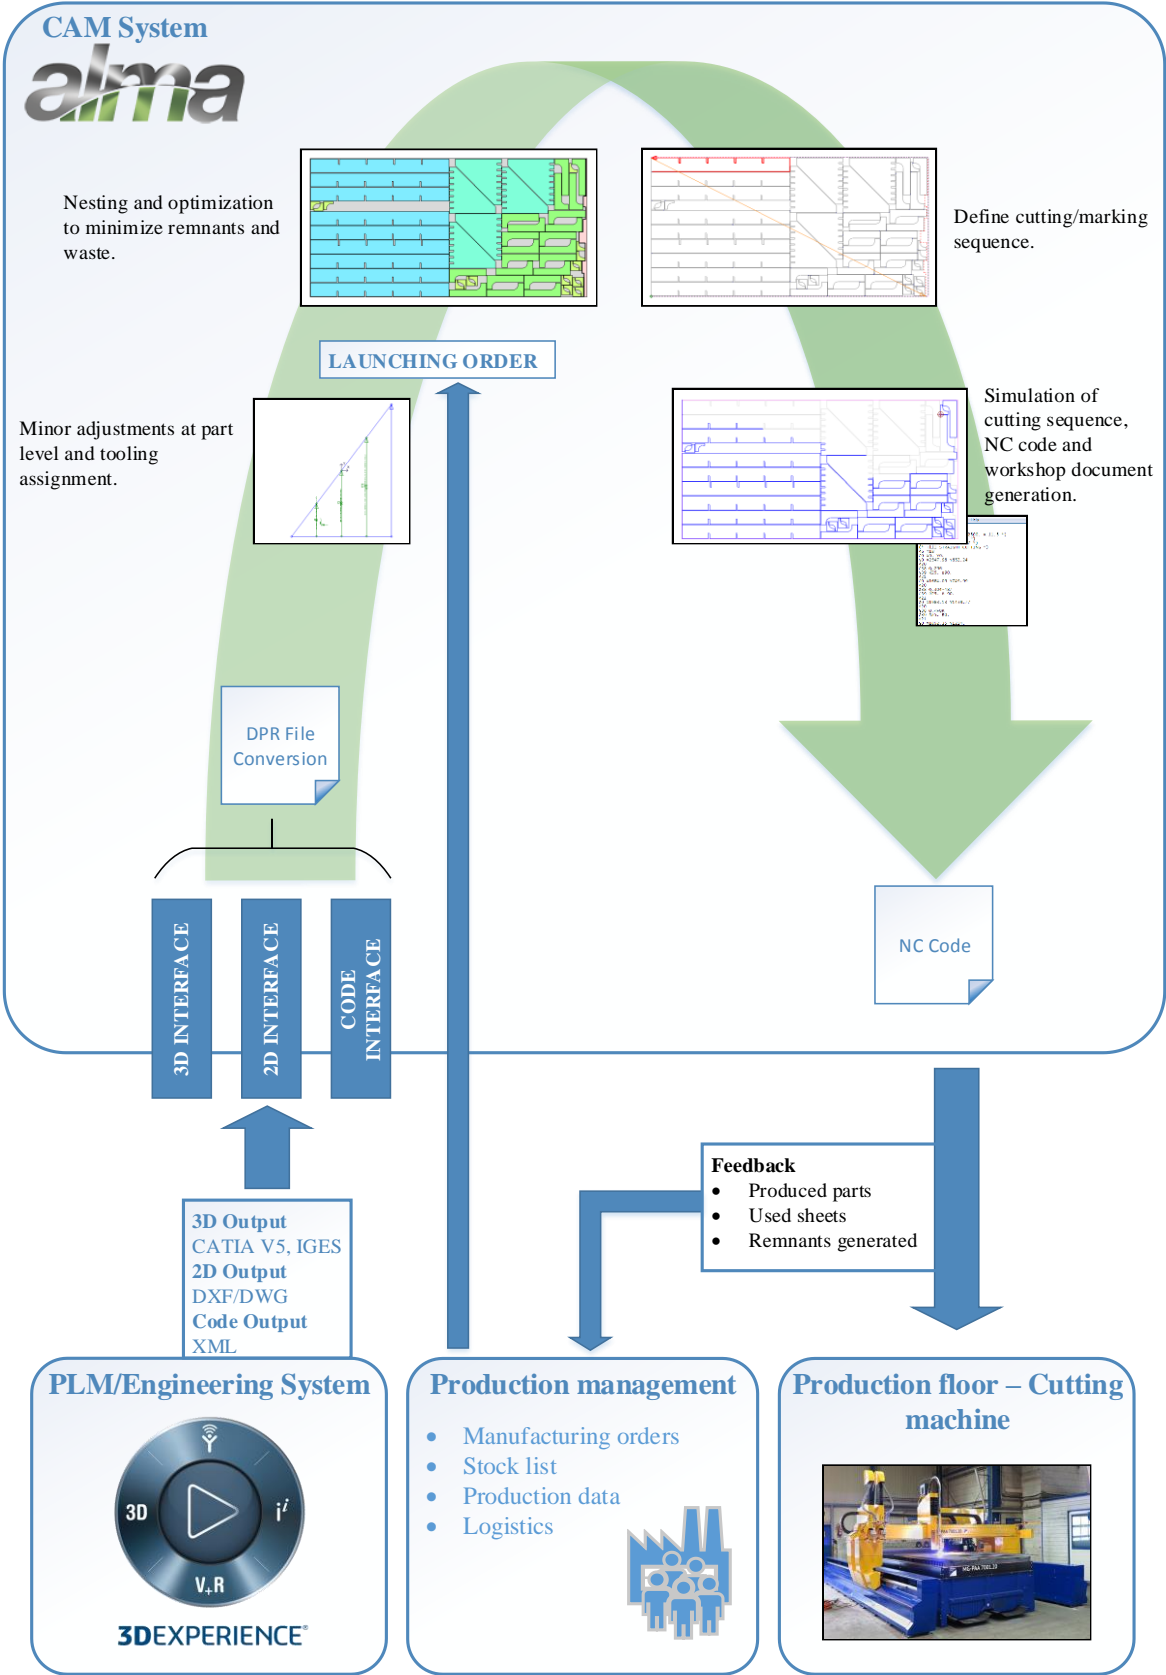 CAM System
alma
Nesting and optimization
to minimize remnants and
waste.
Define cutting/marking
sequence.
LAUNCHING ORDER
Minor adjustments at part
level and tooling
assignment.
Simulation of
cutting sequence,
NC code and
workshop document
generation.
DPR File
Conversion
3D INTERFACE
2D INTERFACE
CODE
INTERFACE
NC Code
Feedback
• Produced parts
• Used sheets
• Remnants generated
3D Output
CATIA V5, IGES
2D Output
DXF/DWG
Code Output
XML
PLM/Engineering System
3D
i²
V+R
3DEXPERIENCE
Production management
• Manufacturing orders
• Stock list
• Production data
• Logistics
Production floor – Cutting
machine